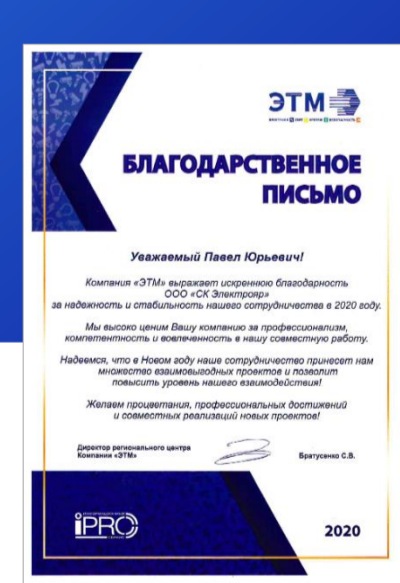 ЭТМ
БЛАГОДАРСТВЕННОЕ
ПИСЬМО
Уважаемый Павел Юрьевич!
Компания «ЭТМ» выражает искреннюю благодарность
ООО «СК Электрояр»
за надежность и стабильность нашего сотрудничества в 2020 году.
Мы высоко ценим Вашу компанию за профессионализм,
компетентность и вовлеченность в нашу совместную работу.
Надеемся, что в Новом году наше сотрудничество принесет нам
множество взаимовыгодных проектов и позволит
повысить уровень нашего взаимодействия!
Желаем процветания, профессиональных достижений
и совместных реализаций новых проектов!
Директор регионального центра
Компании «ЭТМ»
Братусенко С.В.
iPRO
2020